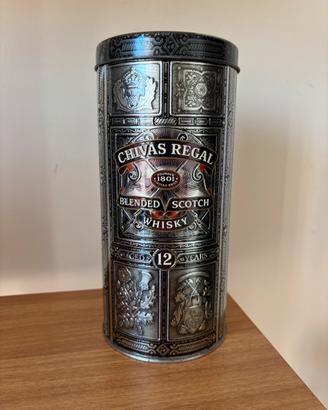 CHIVAS REGAL
1801
BLENDED SCOTCH
WHISKY
AGED 12 YEARS